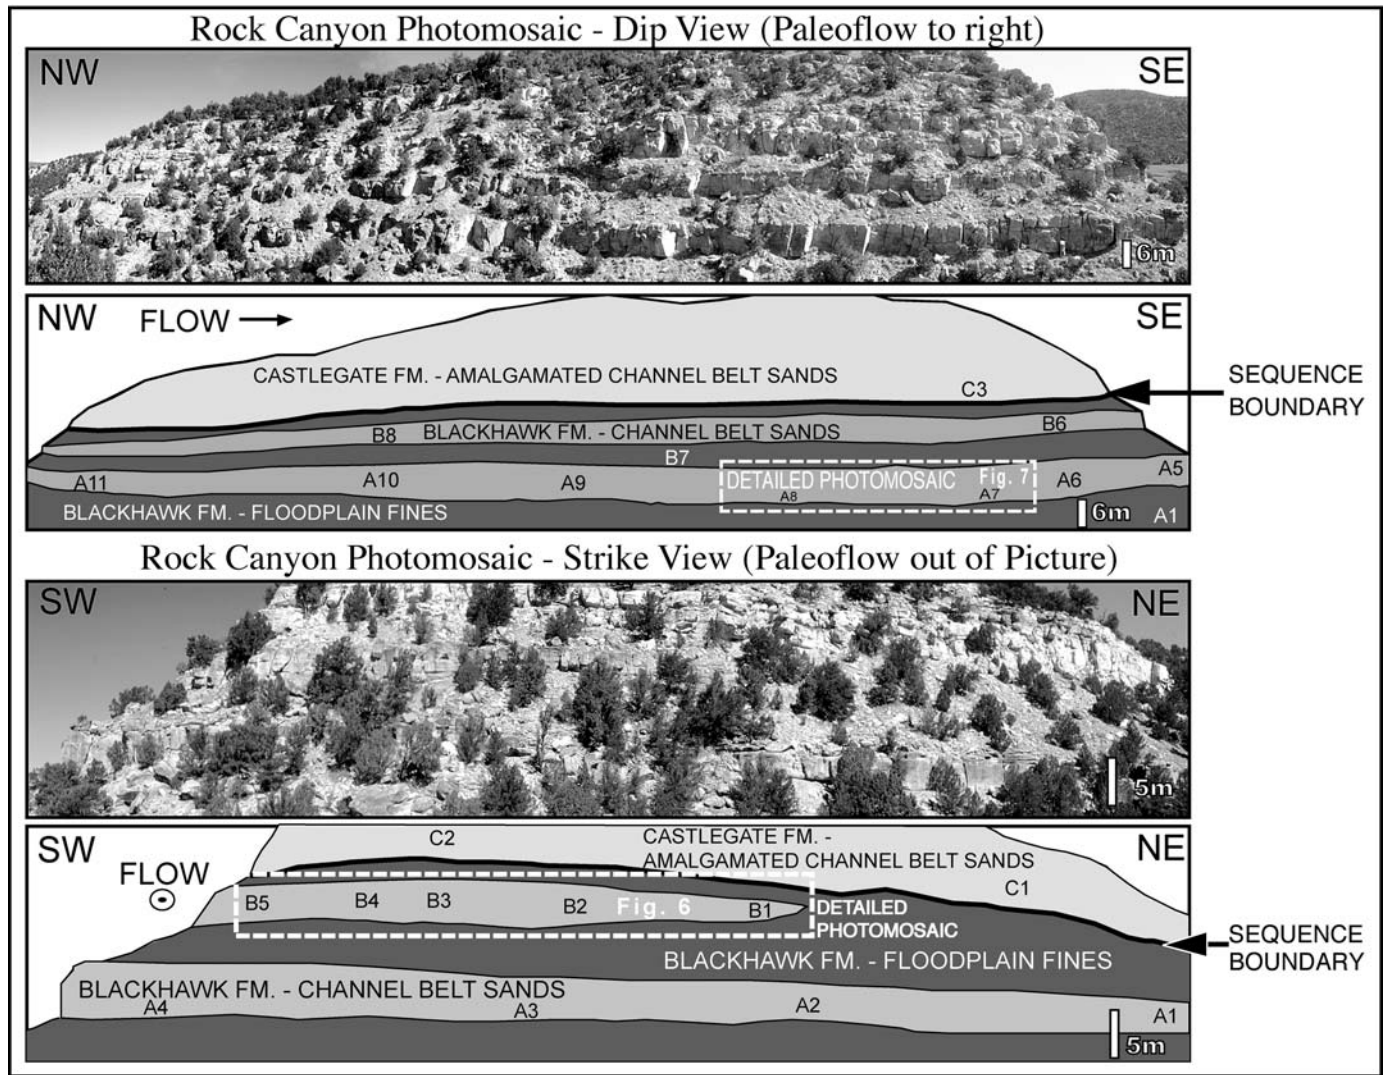 Rock Canyon Photomosaic - Dip View (Paleoflow to right)
NW
SE
6m
NW
FLOW
SE
CASTLEGATE FM. - AMALGAMATED CHANNEL BELT SANDS
C3
SEQUENCE
BOUNDARY
B8
BLACKHAWK FM. - CHANNEL BELT SANDS
B6
B7
A11
A10
A9
DETAILED PHOTOMOSAIC
Fig. 7
A8
A7
A6
A5
BLACKHAWK FM. - FLOODPLAIN FINES
6m
A1
Rock Canyon Photomosaic - Strike View (Paleoflow out of Picture)
SW
NE
5m
SW
FLOW
C2
CASTLEGATE FM. -
AMALGAMATED CHANNEL BELT SANDS
NE
C1
B5
B4
B3
B2
Fig. 6
B1
DETAILED
PHOTOMOSAIC
SEQUENCE
BOUNDARY
BLACKHAWK FM. - FLOODPLAIN FINES
BLACKHAWK FM. - CHANNEL BELT SANDS
A4
A3
A2
A1
5m